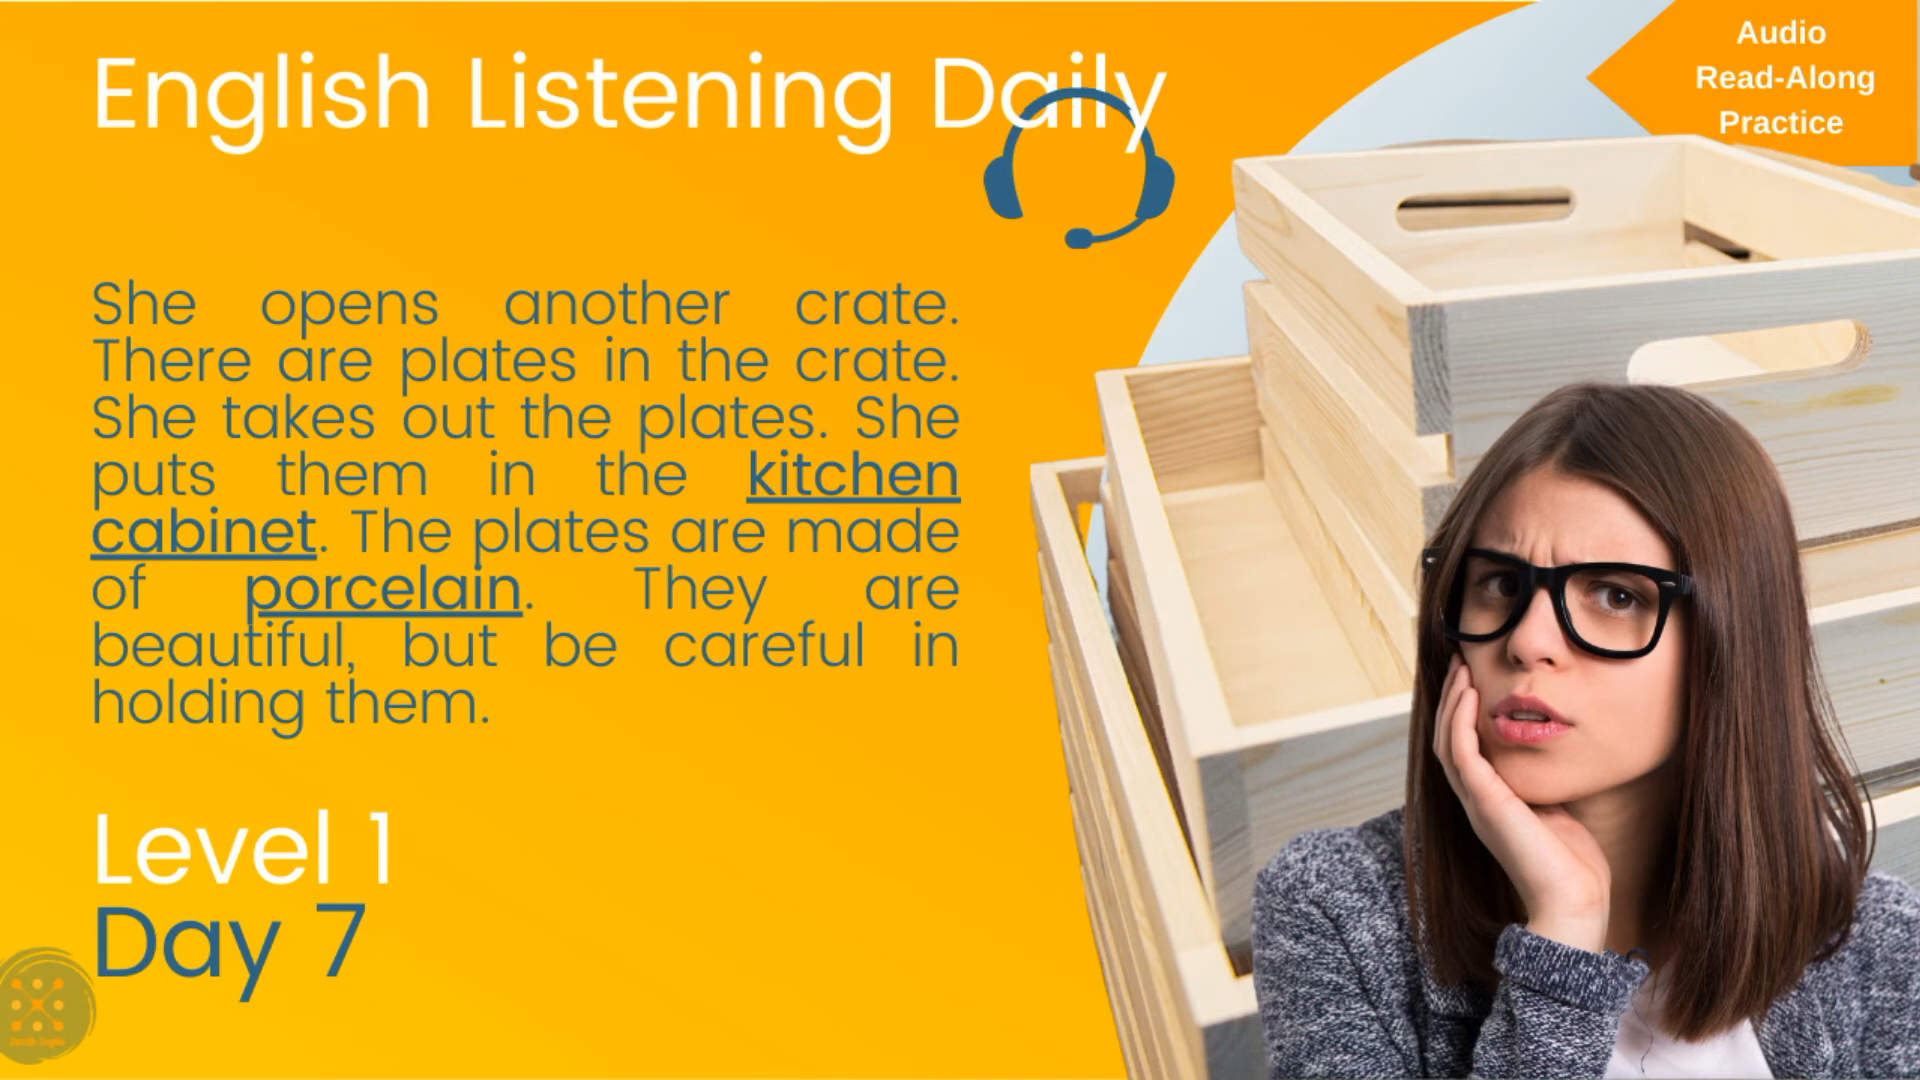 English Listening Daily
Audio
Read-Along
Practice
She opens another crate.
There are plates in the crate.
She takes out the plates. She
puts them in the kitchen
cabinet. The plates are made
of porcelain. They are
beautiful, but be careful in
holding them.
Level 1
Day 7